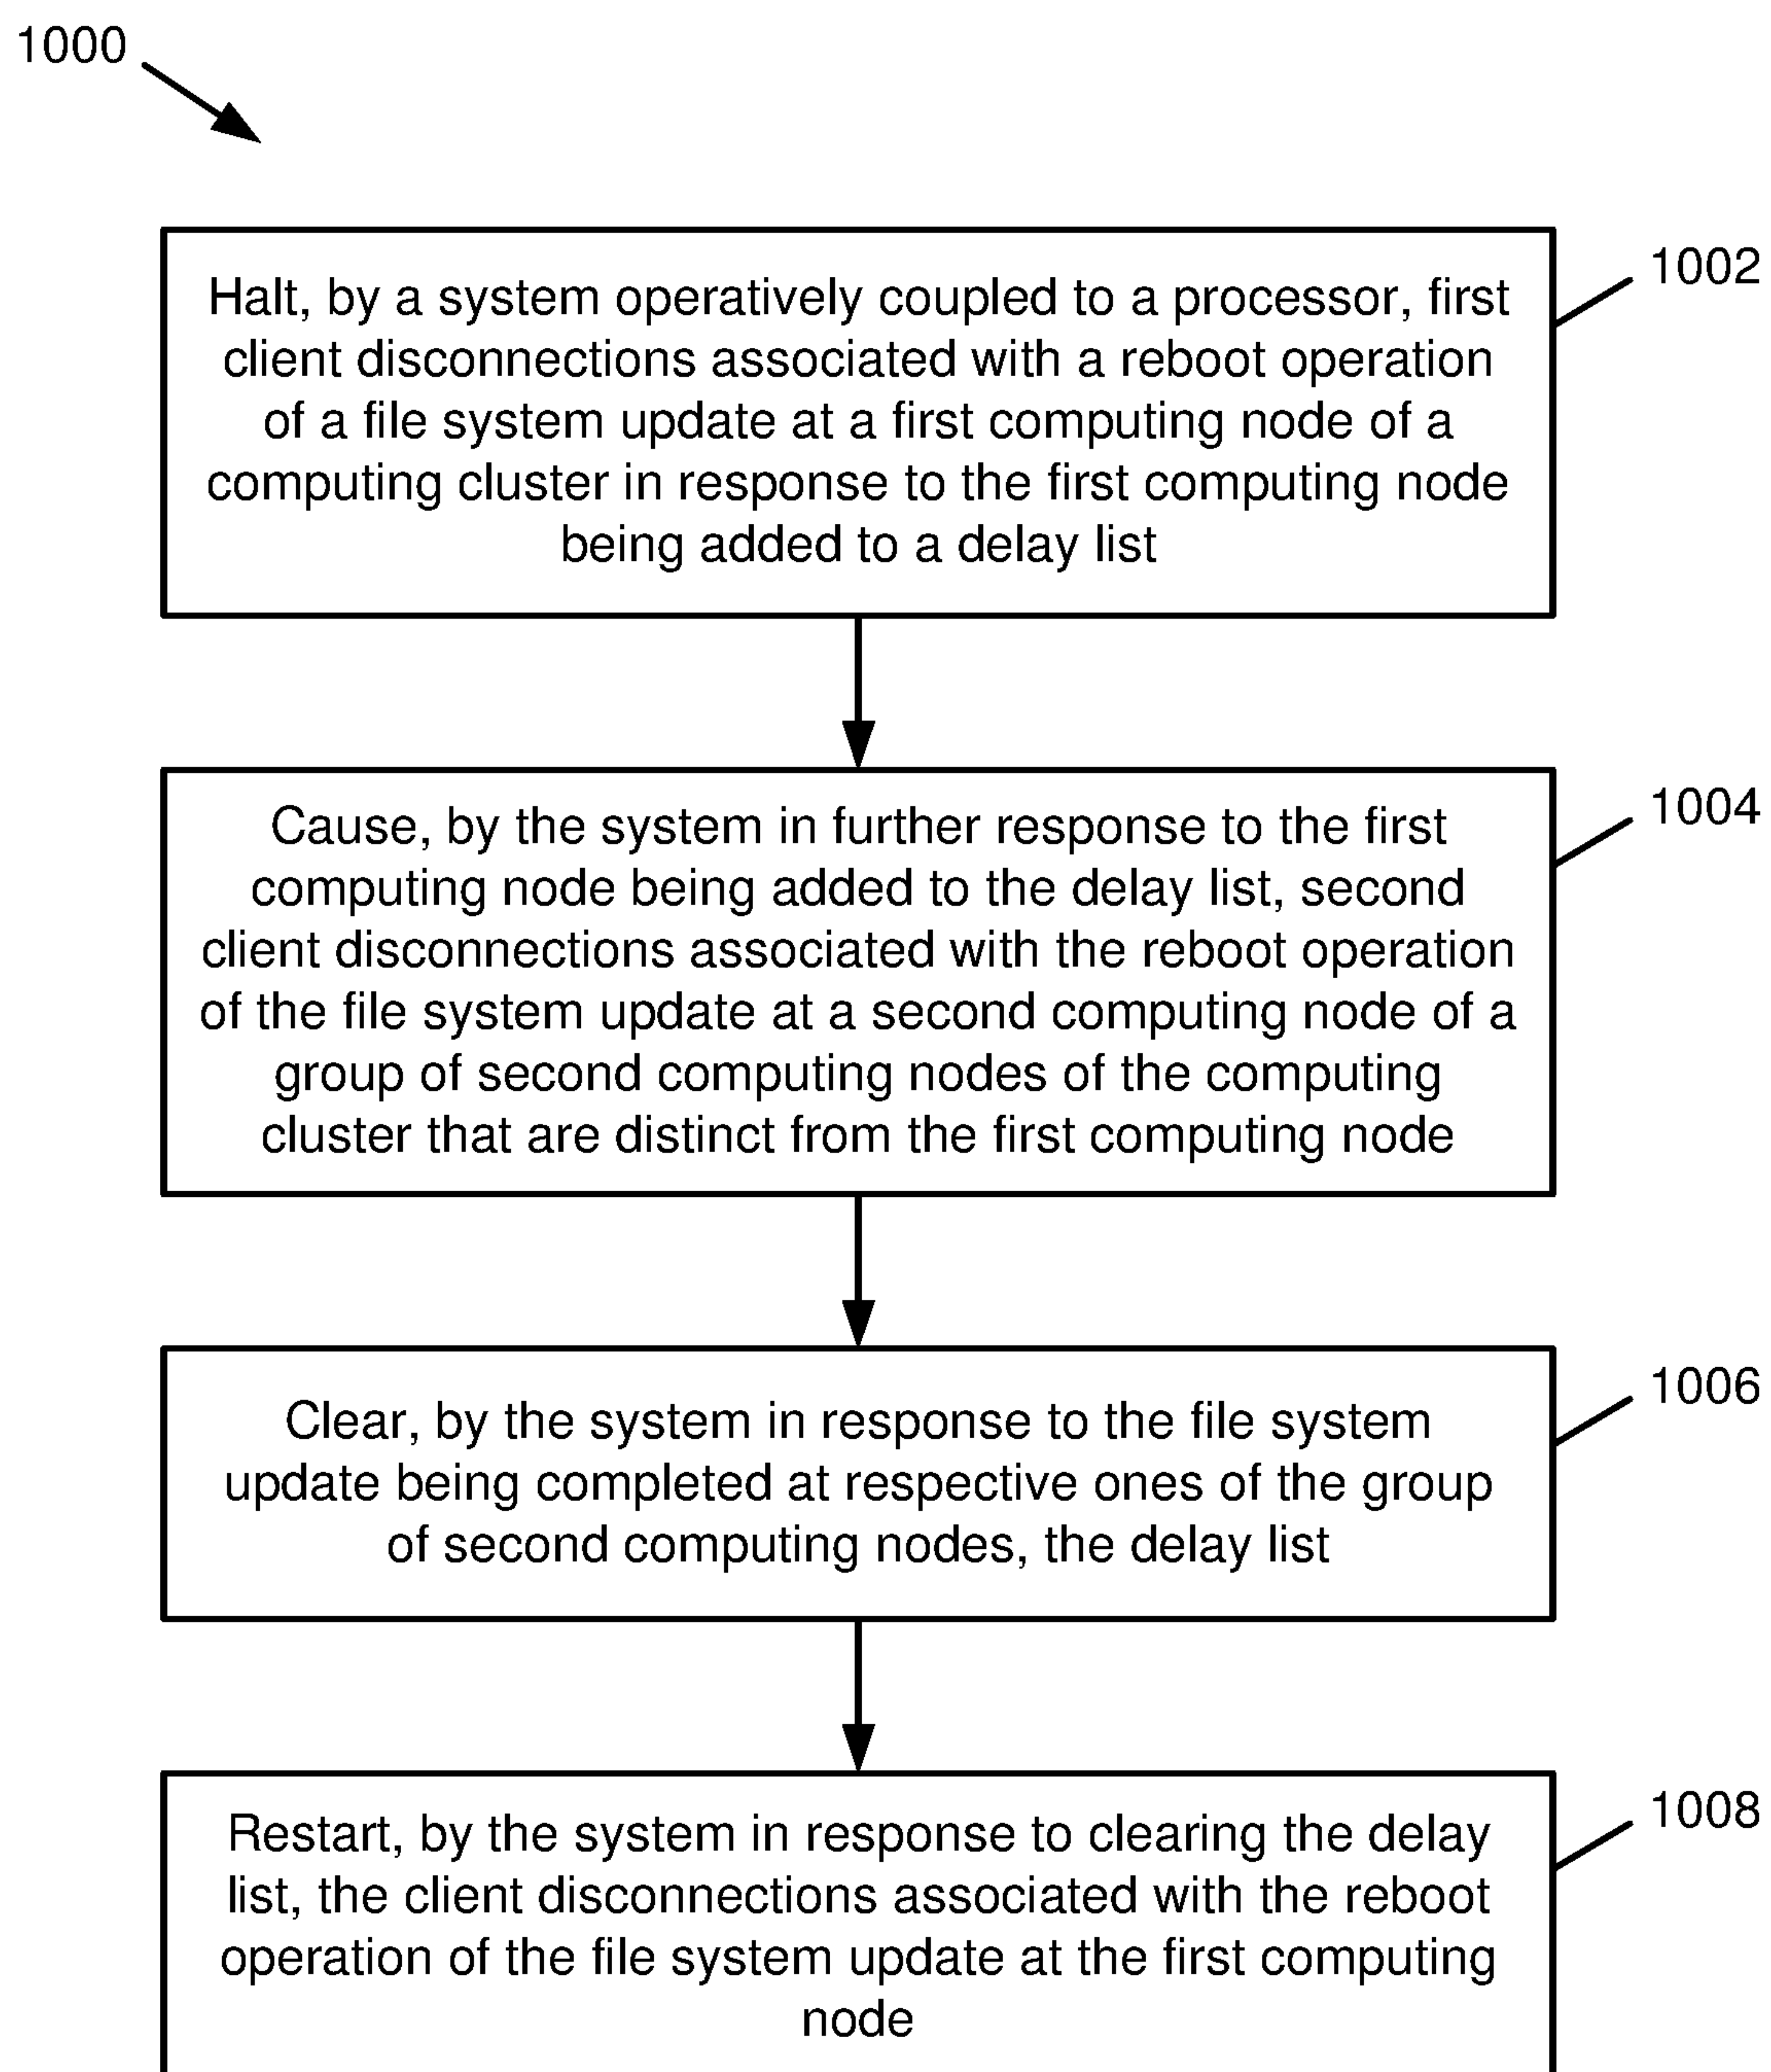 1000
1002
Halt, by a system operatively coupled to a processor, first
client disconnections associated with a reboot operation
of a file system update at a first computing node of a
computing cluster in response to the first computing node
being added to a delay list
1004
Cause, by the system in further response to the first
computing node being added to the delay list, second
client disconnections associated with the reboot operation
of the file system update at a second computing node of a
group of second computing nodes of the computing
cluster that are distinct from the first computing node
1006
Clear, by the system in response to the file system
update being completed at respective ones of the group
of second computing nodes, the delay list
1008
Restart, by the system in response to clearing the delay
list, the client disconnections associated with the reboot
operation of the file system update at the first computing
node